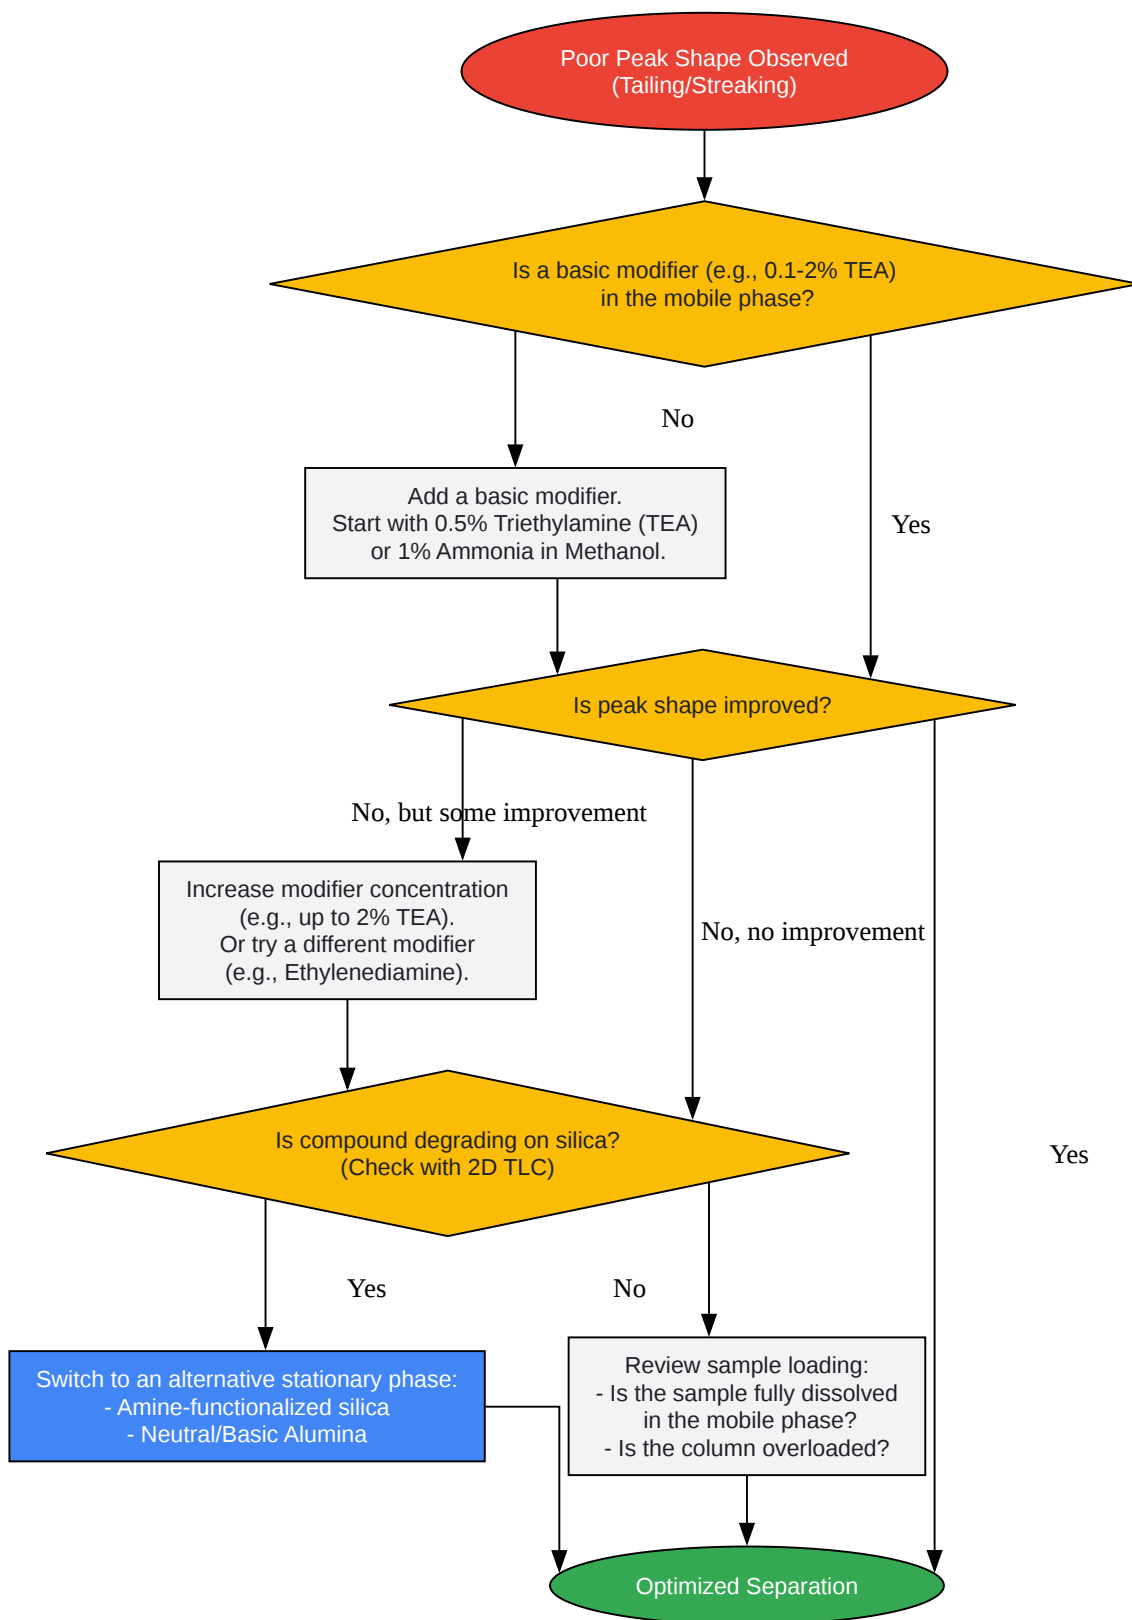 Poor Peak Shape Observed
(Tailing/Streaking)
Is a basic modifier (e.g., 0.1-2% TEA)
in the mobile phase?
No
Add a basic modifier.
Start with 0.5% Triethylamine (TEA)
or 1% Ammonia in Methanol.
Yes
Is peak shape improved?
No, but some improvement
Increase modifier concentration
(e.g., up to 2% TEA).
Or try a different modifier
(e.g., Ethylenediamine).
No, no improvement
Is compound degrading on silica?
(Check with 2D TLC)
Yes
Yes
No
Switch to an alternative stationary phase:
- Amine-functionalized silica
- Neutral/Basic Alumina
Review sample loading:
- Is the sample fully dissolved
in the mobile phase?
- Is the column overloaded?
Optimized Separation